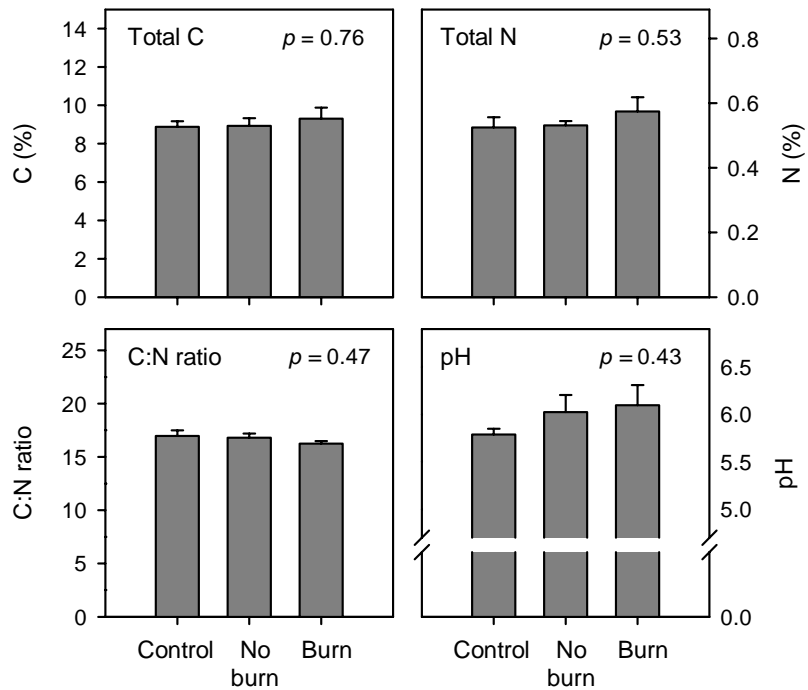 Total C
p = 0.76
14
12
10
8
6
4
2
0
C (%)
Total N
p = 0.53
0.8
0.6
0.4
0.2
0.0
N (%)
C:N ratio
p = 0.47
25
20
15
10
5
0
C:N ratio
pH
p = 0.43
6.5
6.0
5.5
5.0
0.0
pH
Control No Burn
burn
Control No Burn
burn